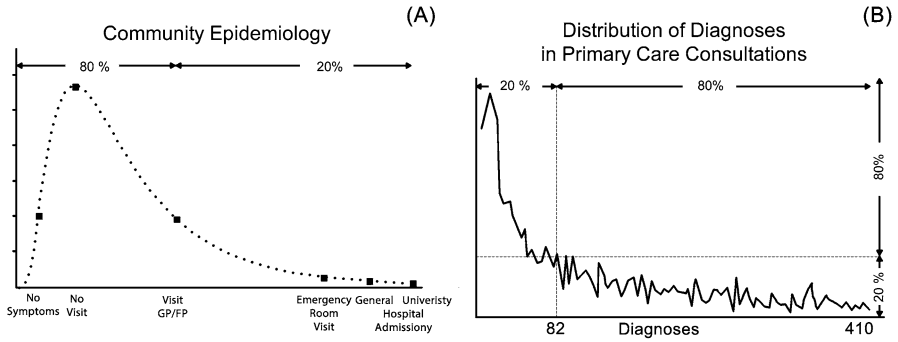 (A)
Community Epidemiology
80 %
20%
No
Symptoms
No
Visit
Visit
GP/FP
Emergency
Room
Visit
General
Univeristy
Hospital
Admissiony
(B)
Distribution of Diagnoses
in Primary Care Consultations
20 %
80%
80%
20 %
82
Diagnoses
410